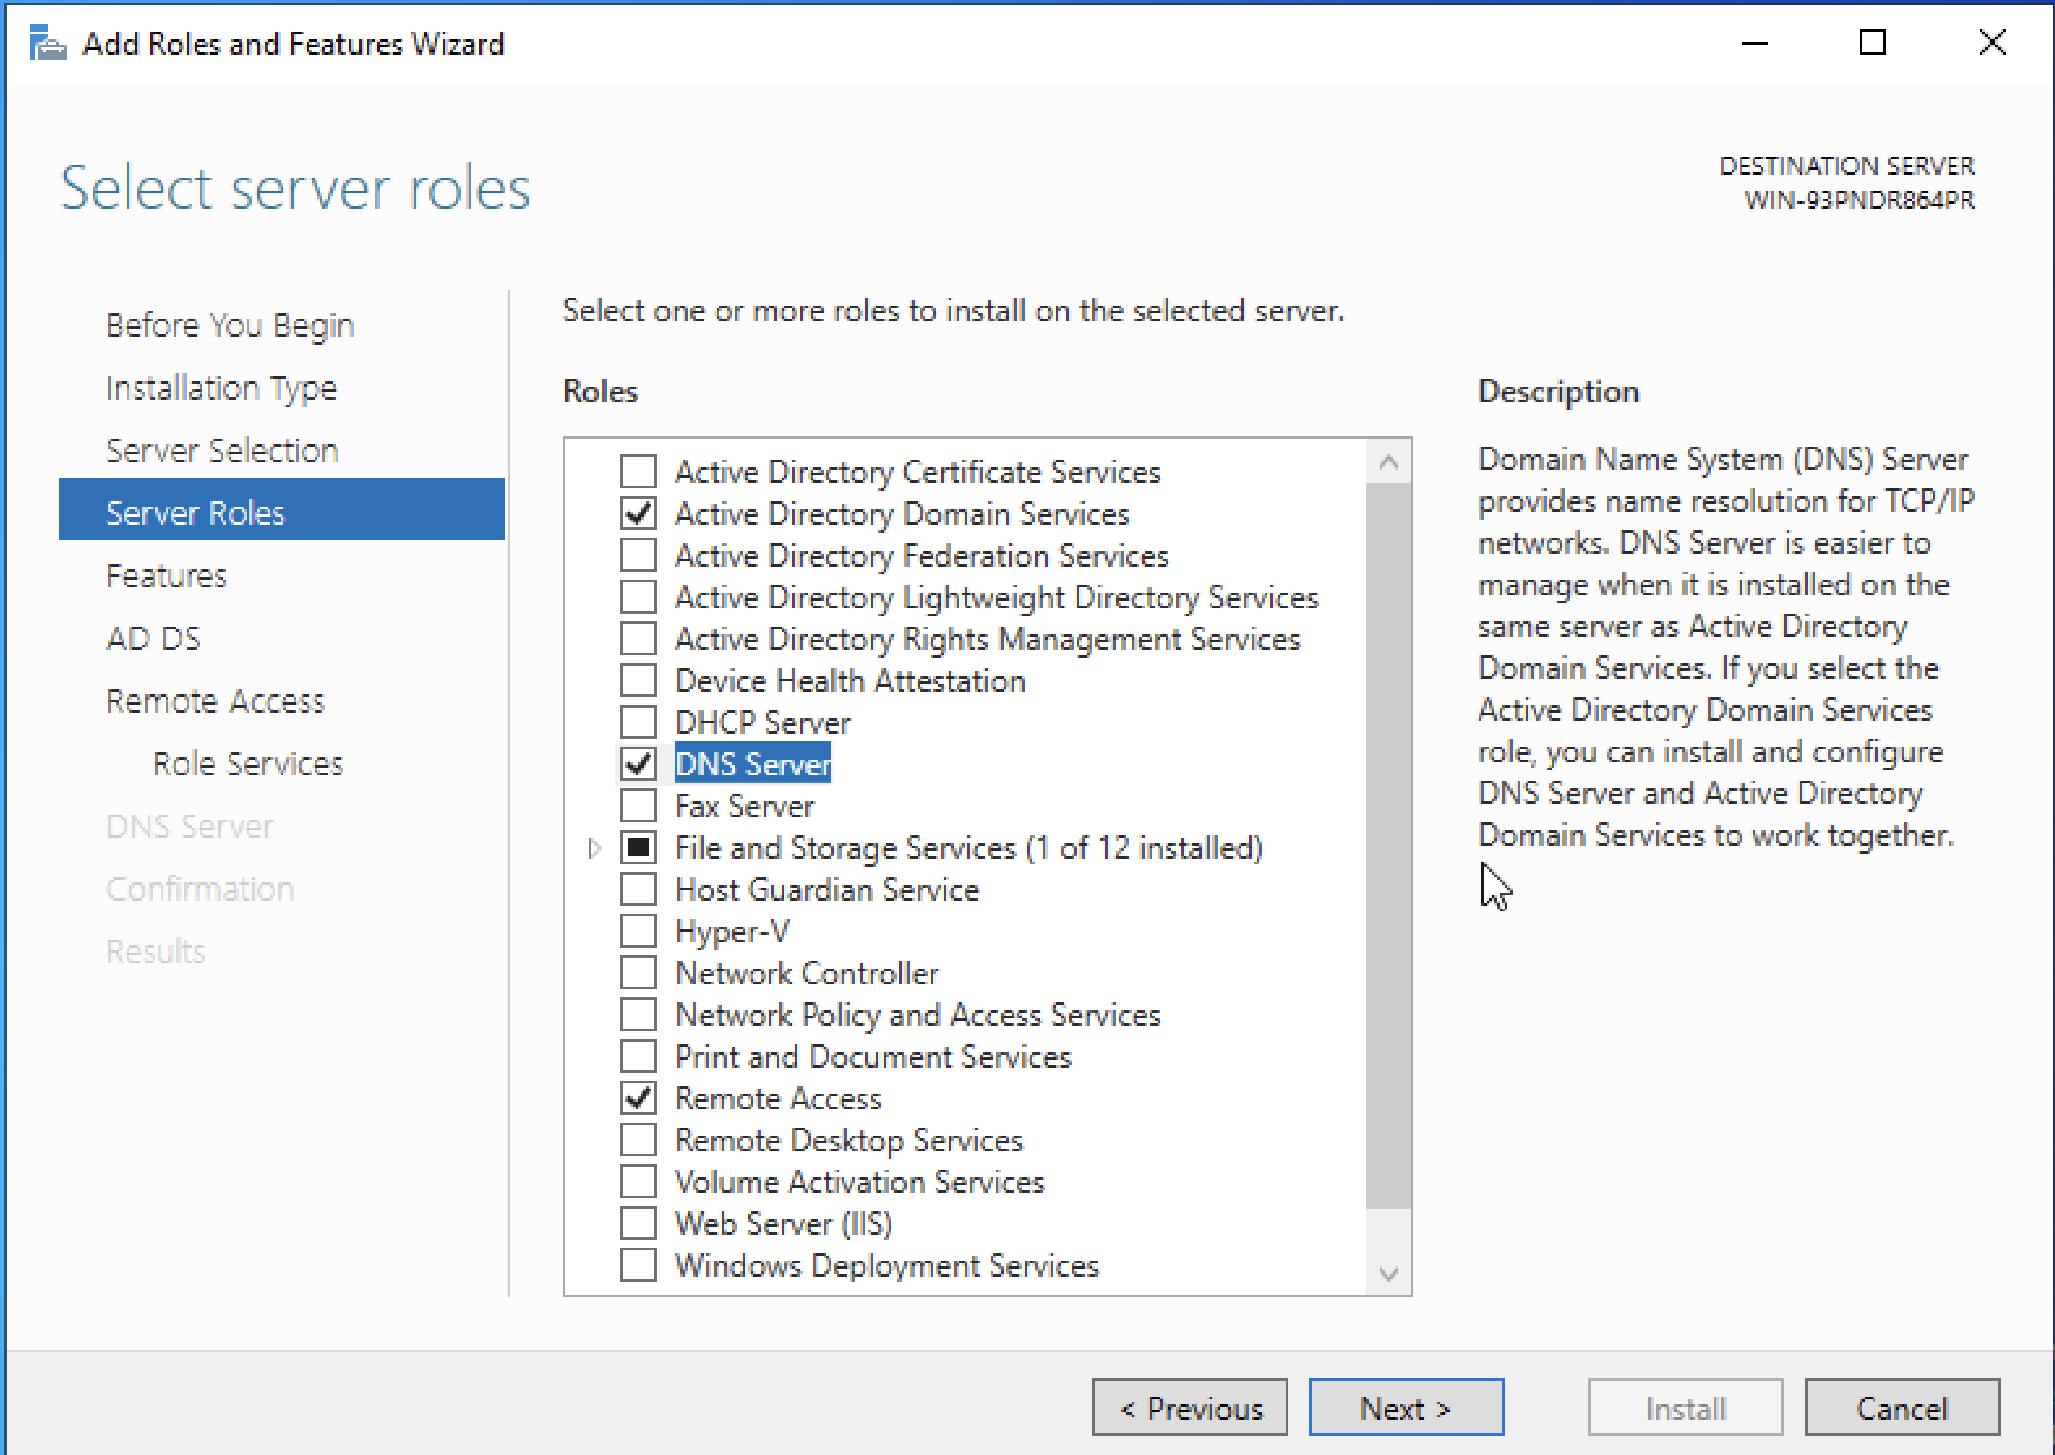 Add Roles and Features Wizard
Select server roles
DESTINATION SERVER
WIN-93PNDR864PR
Before You Begin
Installation Type
Server Selection
Server Roles
Features
AD DS
Remote Access
Role Services
DNS Server
Confirmation
Results
Select one or more roles to install on the selected server.
Roles
Active Directory Certificate Services
Active Directory Domain Services
Active Directory Federation Services
Active Directory Lightweight Directory Services
Active Directory Rights Management Services
Device Health Attestation
DHCP Server
DNS Server
Fax Server
File and Storage Services (1 of 12 installed)
Host Guardian Service
Hyper-V
Network Controller
Network Policy and Access Services
Print and Document Services
Remote Access
Remote Desktop Services
Volume Activation Services
Web Server (IIS)
Windows Deployment Services
Description
Domain Name System (DNS) Server
provides name resolution for TCP/IP
networks. DNS Server is easier to
manage when it is installed on the
same server as Active Directory
Domain Services. If you select the
Active Directory Domain Services
role, you can install and configure
DNS Server and Active Directory
Domain Services to work together.
< Previous
Next >
Install
Cancel